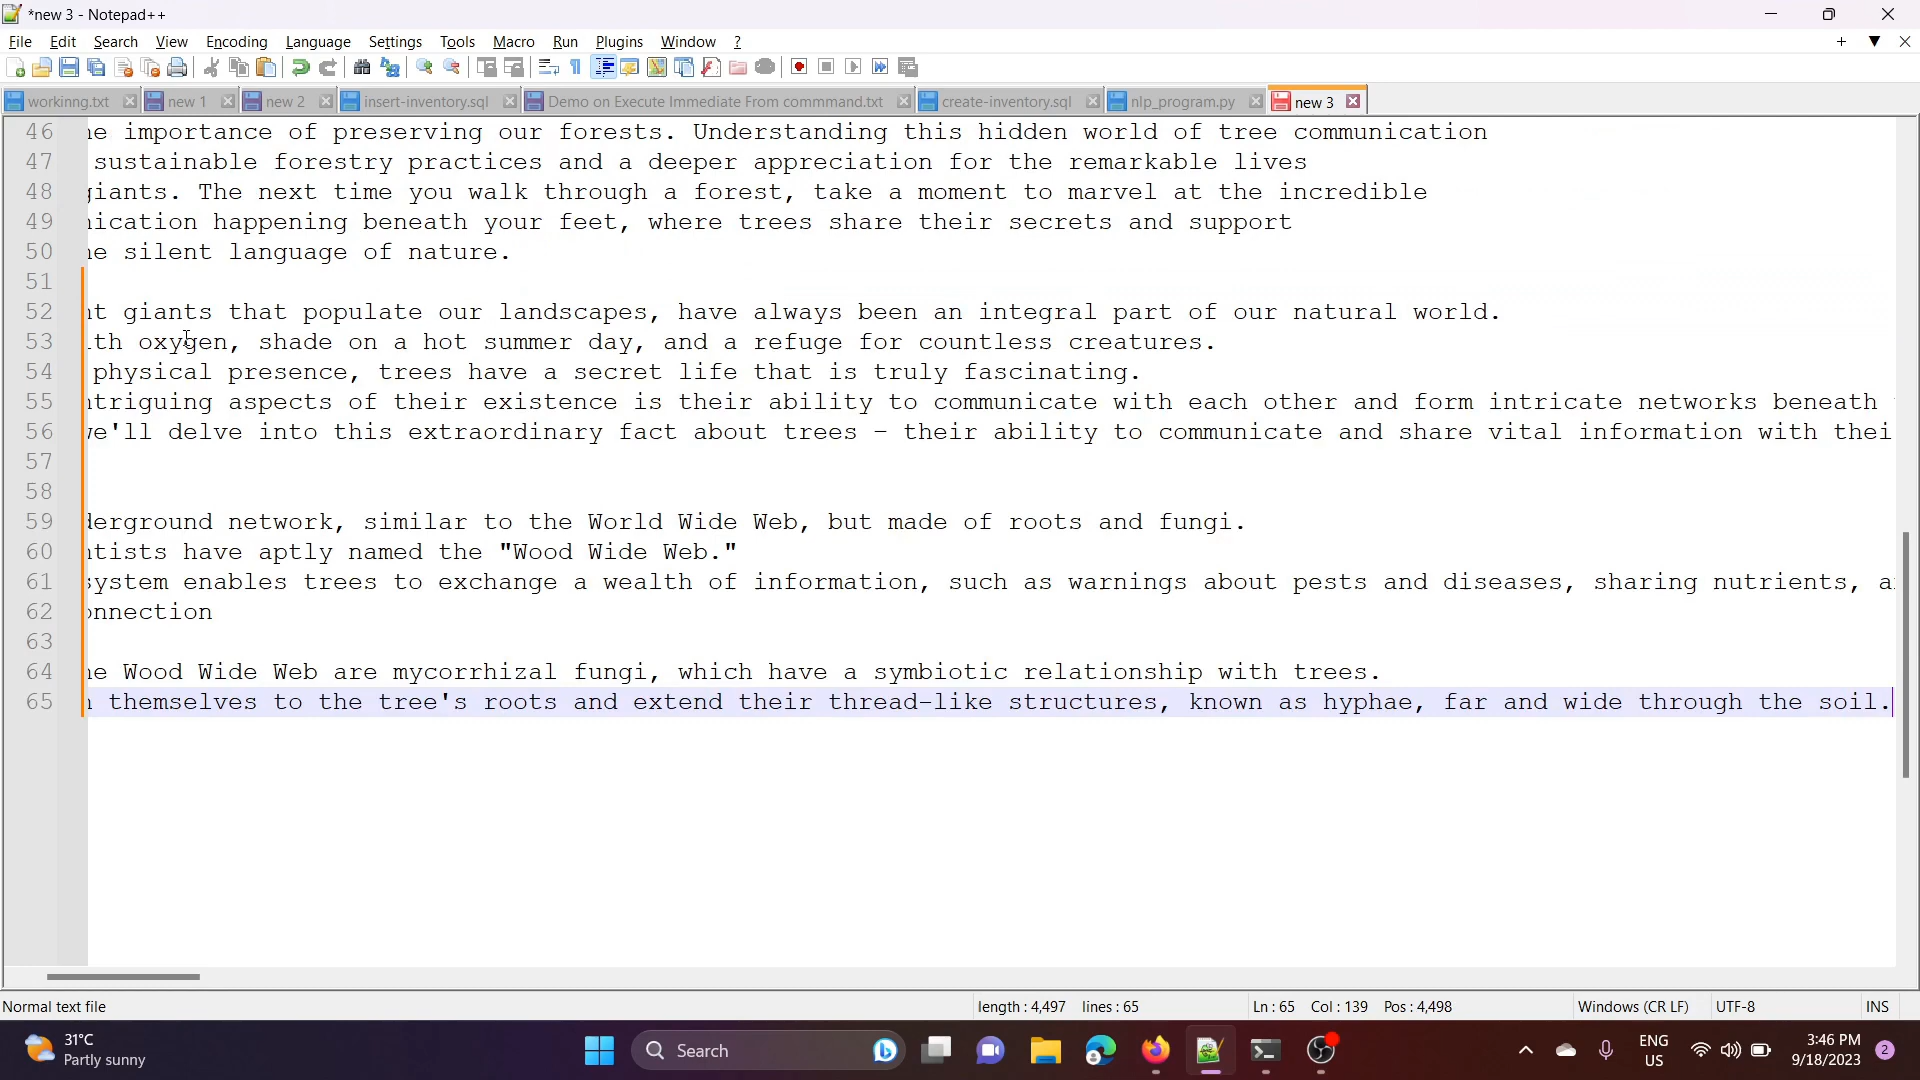 *new 3 - Notepad++
File Edit Search View Encoding Language Settings Tools Macro Run Plugins Window ?
workinng.txt new 1 new 2 insert-inventory.sql Demo on Execute Immediate From commmand.txt create-inventory.sql nlp_program.py new 3
46 he importance of preserving our forests. Understanding this hidden world of tree communication
47 sustainable forestry practices and a deeper appreciation for the remarkable lives
48 giants. The next time you walk through a forest, take a moment to marvel at the incredible
49 nication happening beneath your feet, where trees share their secrets and support
50 he silent language of nature.
51
52 nt giants that populate our landscapes, have always been an integral part of our natural world.
53 ith oxygen, shade on a hot summer day, and a refuge for countless creatures.
54 physical presence, trees have a secret life that is truly fascinating.
55 ntriguing aspects of their existence is their ability to communicate with each other and form intricate networks beneath
56 we'll delve into this extraordinary fact about trees – their ability to communicate and share vital information with thei
57
58
59 derground network, similar to the World Wide Web, but made of roots and fungi.
60 ntists have aptly named the "Wood Wide Web."
61 system enables trees to exchange a wealth of information, such as warnings about pests and diseases, sharing nutrients, a
62 onnection
63
64 he Wood Wide Web are mycorrhizal fungi, which have a symbiotic relationship with trees.
65 h themselves to the tree's roots and extend their thread-like structures, known as hyphae, far and wide through the soil.
Normal text file length : 4,497 lines : 65 Ln : 65 Col : 139 Pos : 4,498 Windows (CR LF) UTF-8 INS
31°C
Partly sunny
Search
ENG
US
3:46 PM
9/18/2023
2